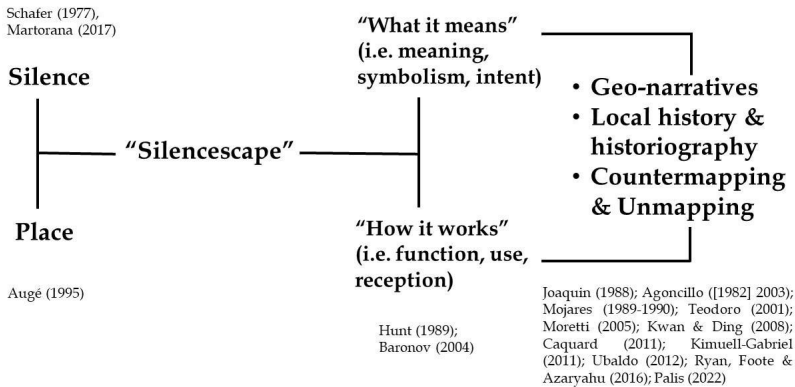 Schafer (1977),
Martorana (2017)
Silence
Place
Augé (1995)
“Silencescape”
“What it means”
(i.e. meaning,
symbolism, intent)
“How it works”
(i.e. function, use,
reception)
Hunt (1989);
Baronov (2004)
• Geo-narratives
• Local history &
historiography
• Countermapping
& Unmapping
Joaquin (1988); Agoncillo ([1982] 2003);
Mojares (1989-1990); Teodoro (2001);
Moretti (2005); Kwan & Ding (2008);
Caquard (2011); Kimuell-Gabriel
(2011); Ubaldo (2012); Ryan, Foote &
Azaryahu (2016); Palis (2022)